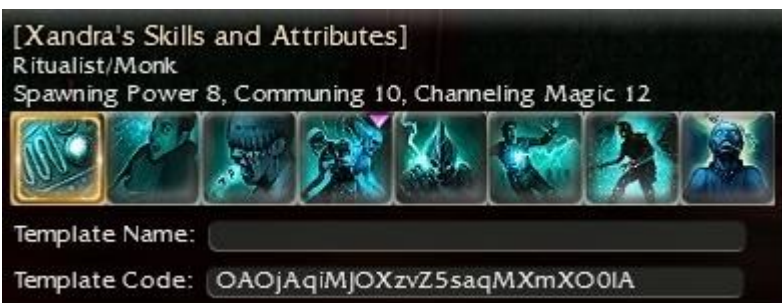 [Xandra's Skills and Attributes]
Ritualist/Monk
Spawning Power 8, Communing 10, Channeling Magic 12
Template Name:
Template Code: OAOjAqiMJOXzvZ5saqMXmXO0lA